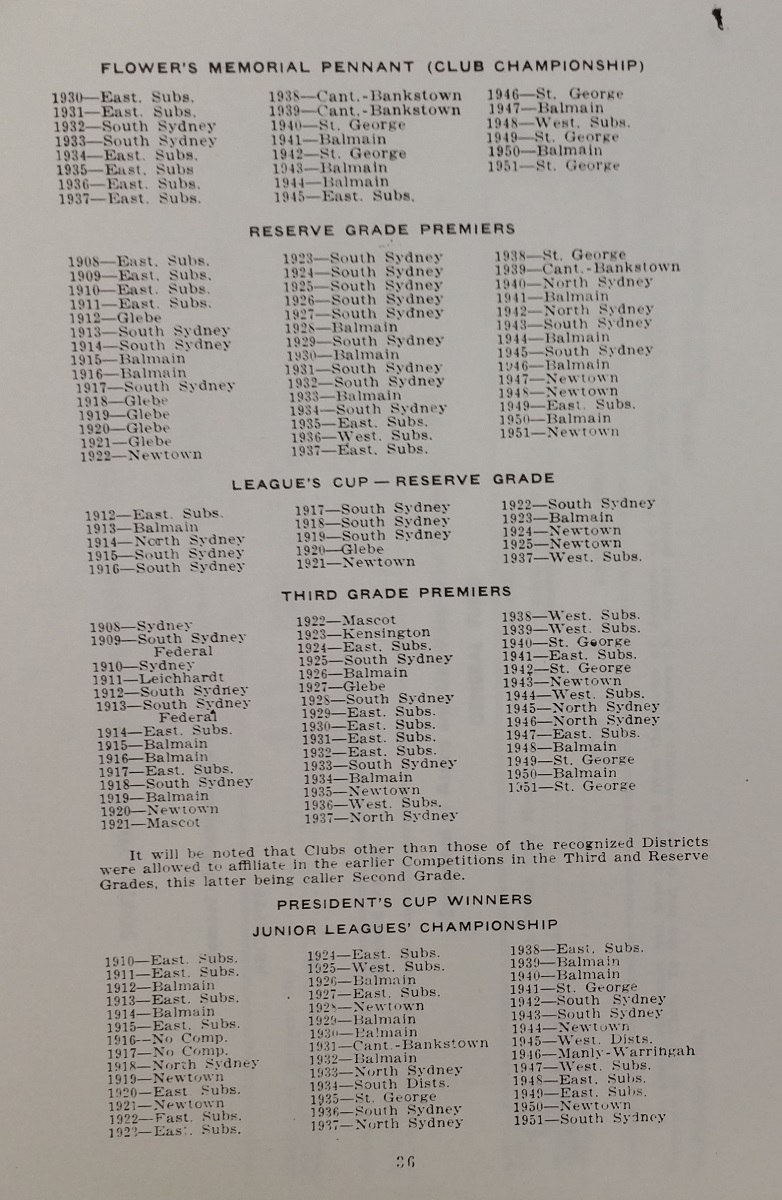 FLOWER'S MEMORIAL PENNANT (CLUB CHAMPIONSHIP)
1930—East. Subs.
1931—East. Subs.
1932—South Sydney
1933—South Sydney
1934—East. Subs.
1935—East. Subs
1936—East. Subs.
1937—East. Subs.
1938—Cant.-Bankstown
1939—Cant.-Bankstown
1940—St. George
1941—Balmain
1942—St. George
1943—Balmain
1944—Balmain
1945—East. Subs.
1946—St. George
1947—Balmain
1948—West. Subs.
1949—St. George
1950—Balmain
1951—St. George
RESERVE GRADE PREMIERS
1908—East. Subs.
1909—East. Subs.
1910—East. Subs.
1911—East. Subs.
1912—Glebe
1913—South Sydney
1914—South Sydney
1915—Balmain
1916—Balmain
1917—South Sydney
1918—Glebe
1919—Glebe
1920—Glebe
1921—Glebe
1922—Newtown
1923—South Sydney
1924—South Sydney
1925—South Sydney
1926—South Sydney
1927—South Sydney
1928—Balmain
1929—South Sydney
1930—Balmain
1931—South Sydney
1932—South Sydney
1933—Balmain
1934—South Sydney
1935—East. Subs.
1936—West. Subs.
1937—East. Subs.
1938—St. George
1939—Cant.-Bankstown
1940—North Sydney
1941—Balmain
1942—North Sydney
1943—South Sydney
1944—Balmain
1945—South Sydney
1946—Balmain
1947—Newtown
1948—Newtown
1949—East. Subs.
1950—Balmain
1951—Newtown
LEAGUE'S CUP — RESERVE GRADE
1912—East. Subs.
1913—Balmain
1914—North Sydney
1915—South Sydney
1916—South Sydney
1917—South Sydney
1918—South Sydney
1919—South Sydney
1920—Glebe
1921—Newtown
1922—South Sydney
1923—Balmain
1924—Newtown
1925—Newtown
1937—West. Subs.
THIRD GRADE PREMIERS
1908—Sydney
1909—South Sydney
Federal
1910—Sydney
1911—Leichhardt
1912—South Sydney
1913—South Sydney
Federal
1914—East. Subs.
1915—Balmain
1916—Balmain
1917—East. Subs.
1918—South Sydney
1919—Balmain
1920—Newtown
1921—Mascot
1922—Mascot
1923—Kensington
1924—East. Subs.
1925—South Sydney
1926—Balmain
1927—Glebe
1928—South Sydney
1929—East. Subs.
1930—East. Subs.
1931—East. Subs.
1932—East. Subs.
1933—South Sydney
1934—Balmain
1935—Newtown
1936—West. Subs.
1937—North Sydney
1938—West. Subs.
1939—West. Subs.
1940—St. George
1941—East. Subs.
1942—St. George
1943—Newtown
1944—West. Subs.
1945—North Sydney
1946—North Sydney
1947—East. Subs.
1948—Balmain
1949—St. George
1950—Balmain
1951—St. George
It will be noted that Clubs other than those of the recognized Districts
were allowed to affiliate in the earlier Competitions in the Third and Reserve
Grades, this latter being caller Second Grade.
PRESIDENT'S CUP WINNERS
JUNIOR LEAGUES' CHAMPIONSHIP
1910—East. Subs.
1911—East. Subs.
1912—Balmain
1913—East. Subs.
1914—Balmain
1915—East. Subs.
1916—No Comp.
1917—No Comp.
1918—North Sydney
1919—Newtown
1920—East Subs.
1921—Newtown
1922—East. Subs.
1923—East. Subs.
1924—East. Subs.
1925—West. Subs.
1926—Balmain
1927—East. Subs.
1928—Newtown
1929—Balmain
1930—Balmain
1931—Cant.-Bankstown
1932—Balmain
1933—North Sydney
1934—South Dists.
1935—St. George
1936—South Sydney
1937—North Sydney
1938—East. Subs.
1939—Balmain
1940—Balmain
1941—St. George
1942—South Sydney
1943—South Sydney
1944—Newtown
1945—West. Dists.
1946—Manly-Warringah
1947—West. Subs.
1948—East. Subs.
1949—East. Subs.
1950—Newtown
1951—South Sydney
36